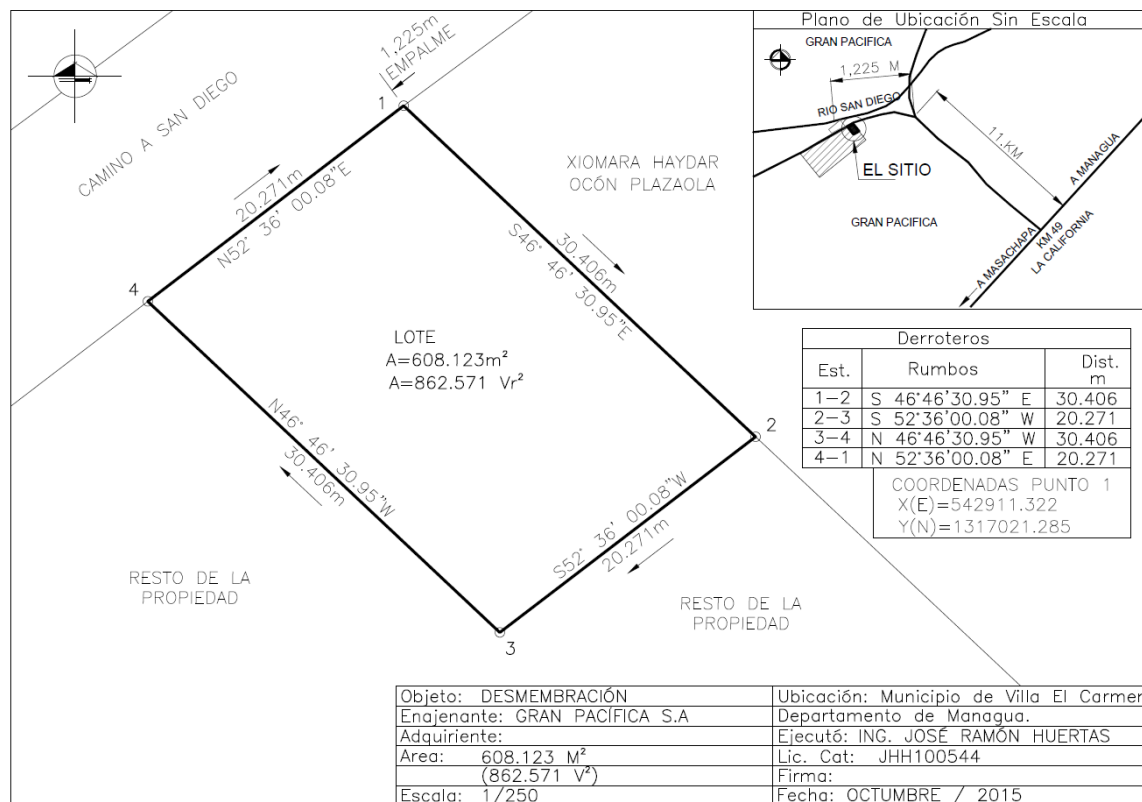 1,225m
EMPALME
CAMINO A SAN DIEGO
1
XIOMARA HAYDAR
OCÓN PLAZAOLA
20.271m
N52° 36' 00.08"E
30.406m
S46° 46' 30.95"E
4
LOTE
A=608.123m²
A=862.571 Vr²
2
N46° 46' 30.95"W
30.406m
S52° 36' 00.08"W
20.271m
3
RESTO DE LA
PROPIEDAD
RESTO DE LA
PROPIEDAD
Plano de Ubicación Sin Escala
GRAN PACIFICA
1,225 M
RIO SAN DIEGO
11.KM
EL SITIO
A MANAGUA
GRAN PACIFICA
A MASACHAPA
KM 49
LA CALIFORNIA
Derroteros
Est. Rumbos Dist. m
1-2 S 46°46'30.95" E 30.406
2-3 S 52°36'00.08" W 20.271
3-4 N 46°46'30.95" W 30.406
4-1 N 52°36'00.08" E 20.271
COORDENADAS PUNTO 1
X(E)=542911.322
Y(N)=1317021.285
Objeto: DESMEMBRACIÓN Ubicación: Municipio de Villa El Carmen
Enajenante: GRAN PACÍFICA S.A Departamento de Managua.
Adquiriente: Ejecutó: ING. JOSÉ RAMÓN HUERTAS
Area: 608.123 M² Lic. Cat: JHH100544
(862.571 V²) Firma:
Escala: 1/250 Fecha: OCTUMBRE / 2015